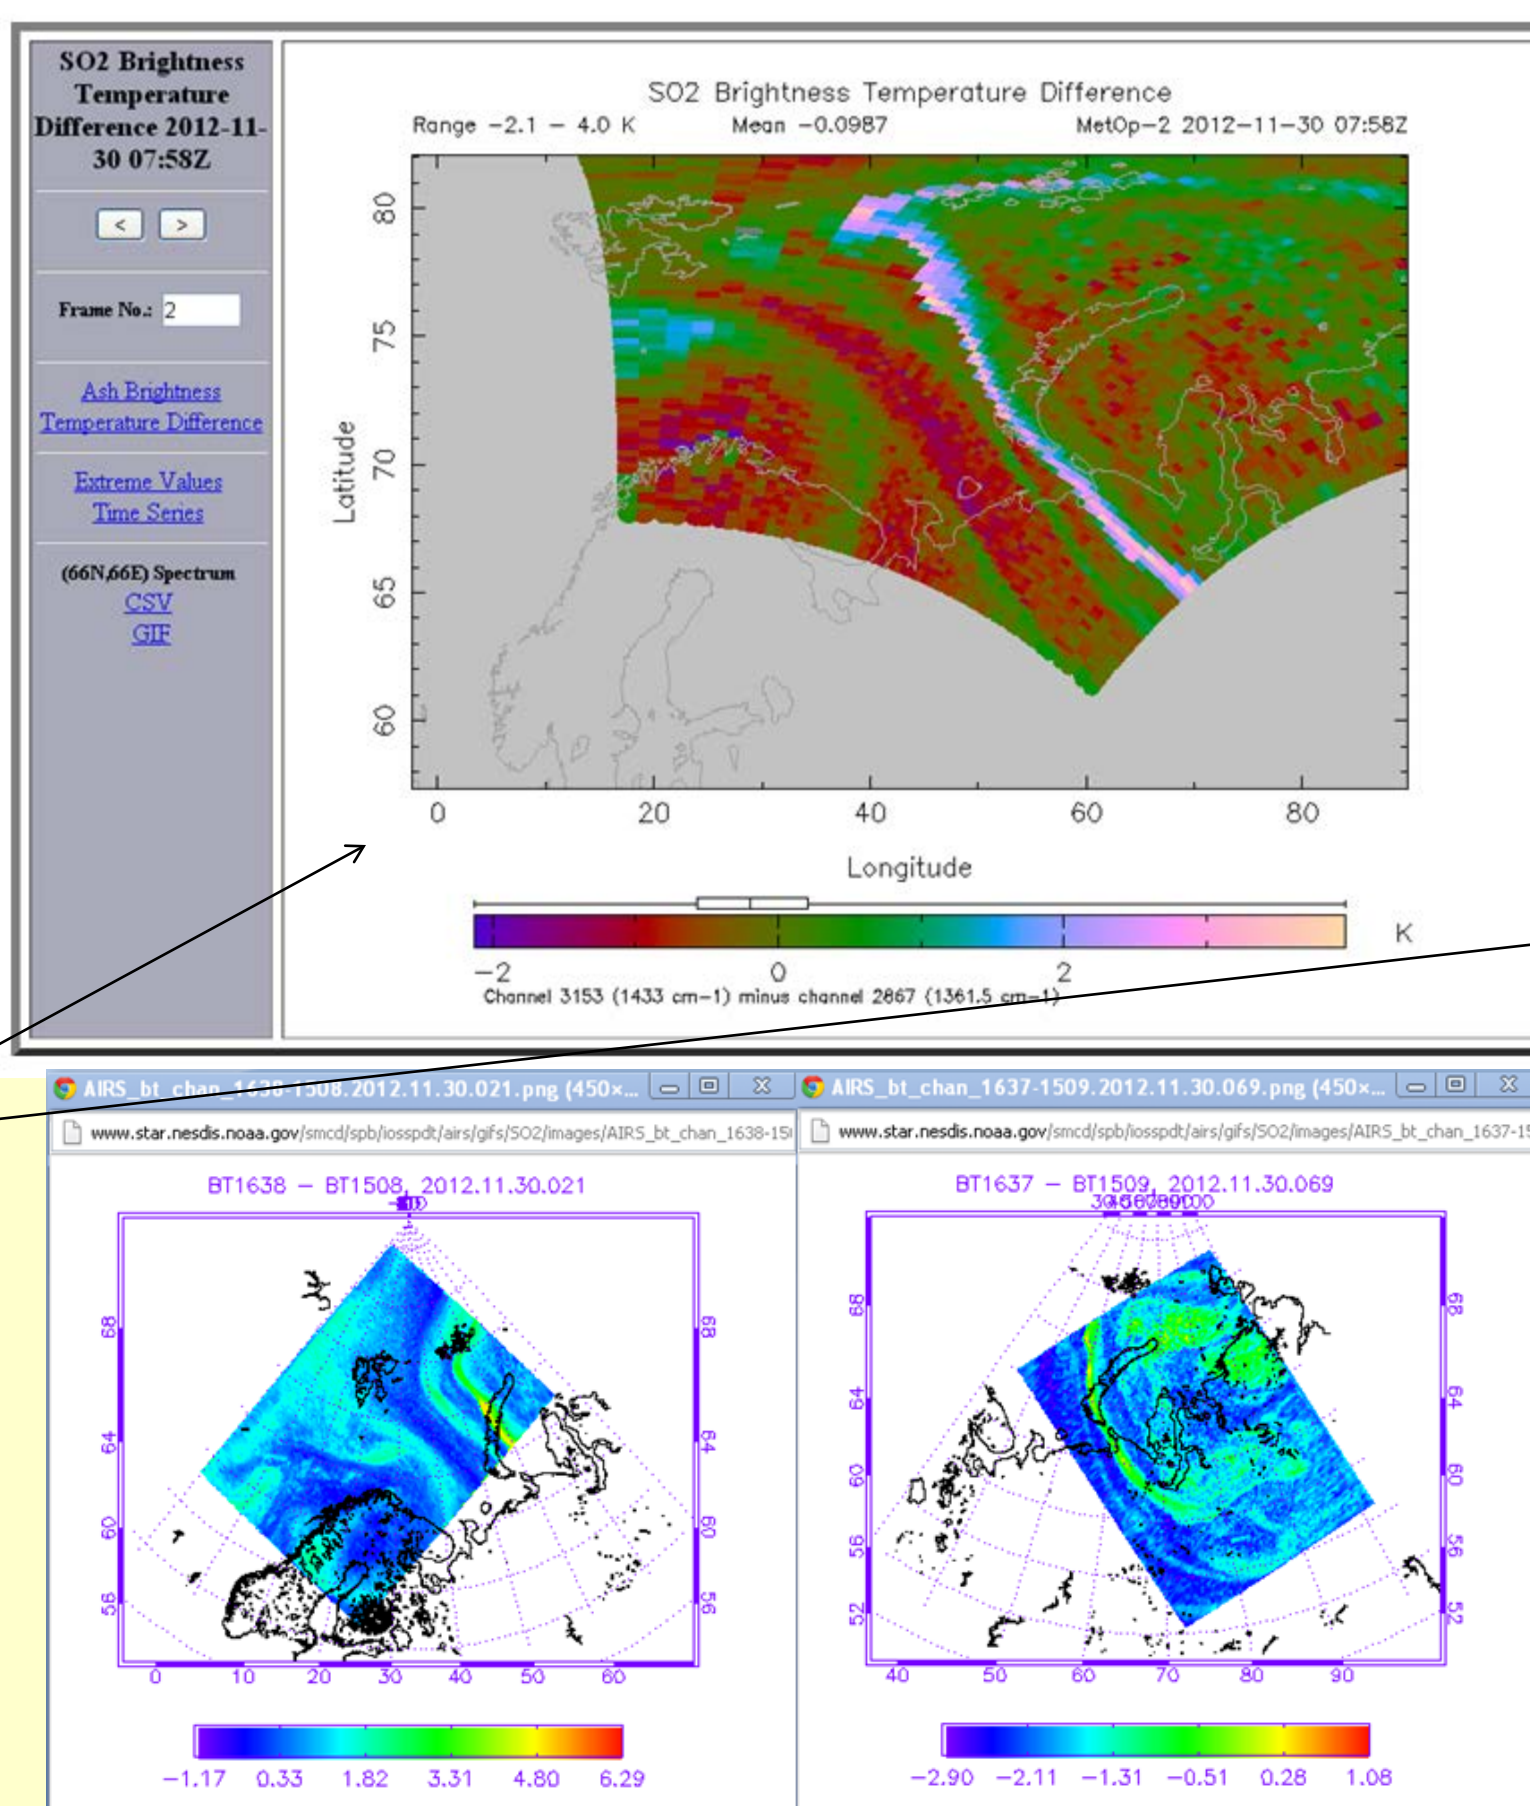 SO2 Brightness
Temperature
Difference 2012-11-
30 07:58Z
< >
Frame No.: 2
Ash Brightness
Temperature Difference
Extreme Values
Time Series
(66N,66E) Spectrum
CSV
GIF
SO2 Brightness Temperature Difference
Range -2.1 - 4.0 K Mean -0.0987 MetOp-2 2012-11-30 07:58Z
Latitude
80
75
70
65
60
0 20 40 60 80
Longitude
K
-2 0 2
Channel 3153 (1433 cm-1) minus channel 2867 (1361.5 cm-1)
AIRS_bt_chan_1638-1508.2012.11.30.021.png (450×...
www.star.nesdis.noaa.gov/smcd/spb/iosspdt/airs/gifs/SO2/images/AIRS_bt_chan_1638-15
BT1638 - BT1508, 2012.11.30.021
68 68
64 64
60 60
56 56
0 10 20 30 40 50 60
-1.17 0.33 1.82 3.31 4.80 6.29
AIRS_bt_chan_1637-1509.2012.11.30.069.png (450×...
www.star.nesdis.noaa.gov/smcd/spb/iosspdt/airs/gifs/SO2/images/AIRS_bt_chan_1637-15
BT1637 - BT1509, 2012.11.30.069
68 68
64 64
60 60
56 56
52 52
40 50 60 70 80 90
-2.90 -2.11 -1.31 -0.51 0.28 1.08